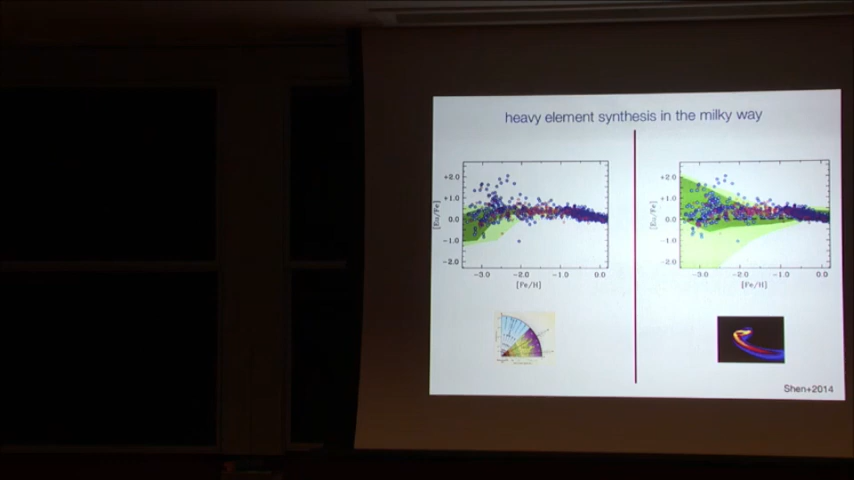 heavy element synthesis in the milky way
+2.0
+1.0
0.0
-1.0
-2.0
[Eu/Fe]
-3.0 -2.0 -1.0 0.0
[Fe/H]
+2.0
+1.0
0.0
-1.0
-2.0
[Eu/Fe]
-3.0 -2.0 -1.0 0.0
[Fe/H]
Shen+2014